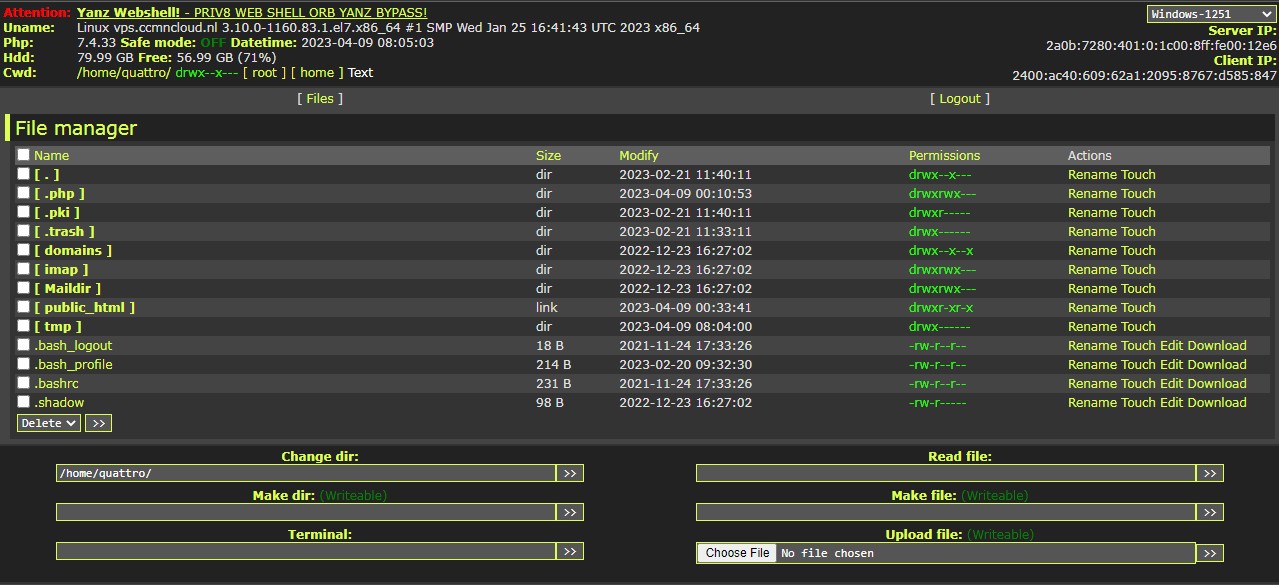 Attention: Yanz Webshell! - PRIV8 WEB SHELL ORB YANZ BYPASS! Windows-1251
Uname: Linux vps.ccmncloud.nl 3.10.0-1160.83.1.el7.x86_64 #1 SMP Wed Jan 25 16:41:43 UTC 2023 x86_64 Server IP:
Php: 7.4.33 Safe mode: OFF Datetime: 2023-04-09 08:05:03 2a0b:7280:401:0:1c00:8ff:fe00:12e6
Hdd: 79.99 GB Free: 56.99 GB (71%) Client IP:
Cwd: /home/quattro/ drwx--x--- [ root ] [ home ] Text 2400:ac40:609:62a1:2095:8767:d585:847
[ Files ] [ Logout ]
File manager
Name Size Modify Permissions Actions
[ . ] dir 2023-02-21 11:40:11 drwx--x--- Rename Touch
[ .php ] dir 2023-04-09 00:10:53 drwxrwx--- Rename Touch
[ .pki ] dir 2023-02-21 11:40:11 drwxr----- Rename Touch
[ .trash ] dir 2023-02-21 11:33:11 drwx------ Rename Touch
[ domains ] dir 2022-12-23 16:27:02 drwx--x--x Rename Touch
[ imap ] dir 2022-12-23 16:27:02 drwxrwx--- Rename Touch
[ Maildir ] dir 2022-12-23 16:27:02 drwxrwx--- Rename Touch
[ public_html ] link 2023-04-09 00:33:41 drwxr-xr-x Rename Touch
[ tmp ] dir 2023-04-09 08:04:00 drwx------ Rename Touch
.bash_logout 18 B 2021-11-24 17:33:26 -rw-r--r-- Rename Touch Edit Download
.bash_profile 214 B 2023-02-20 09:32:30 -rw-r--r-- Rename Touch Edit Download
.bashrc 231 B 2021-11-24 17:33:26 -rw-r--r-- Rename Touch Edit Download
.shadow 98 B 2022-12-23 16:27:02 -rw-r----- Rename Touch Edit Download
Delete >>
Change dir: Read file:
/home/quattro/ >> >>
Make dir: (Writeable) Make file: (Writeable)
>> >>
Terminal: Upload file: (Writeable)
>> Choose File No file chosen >>